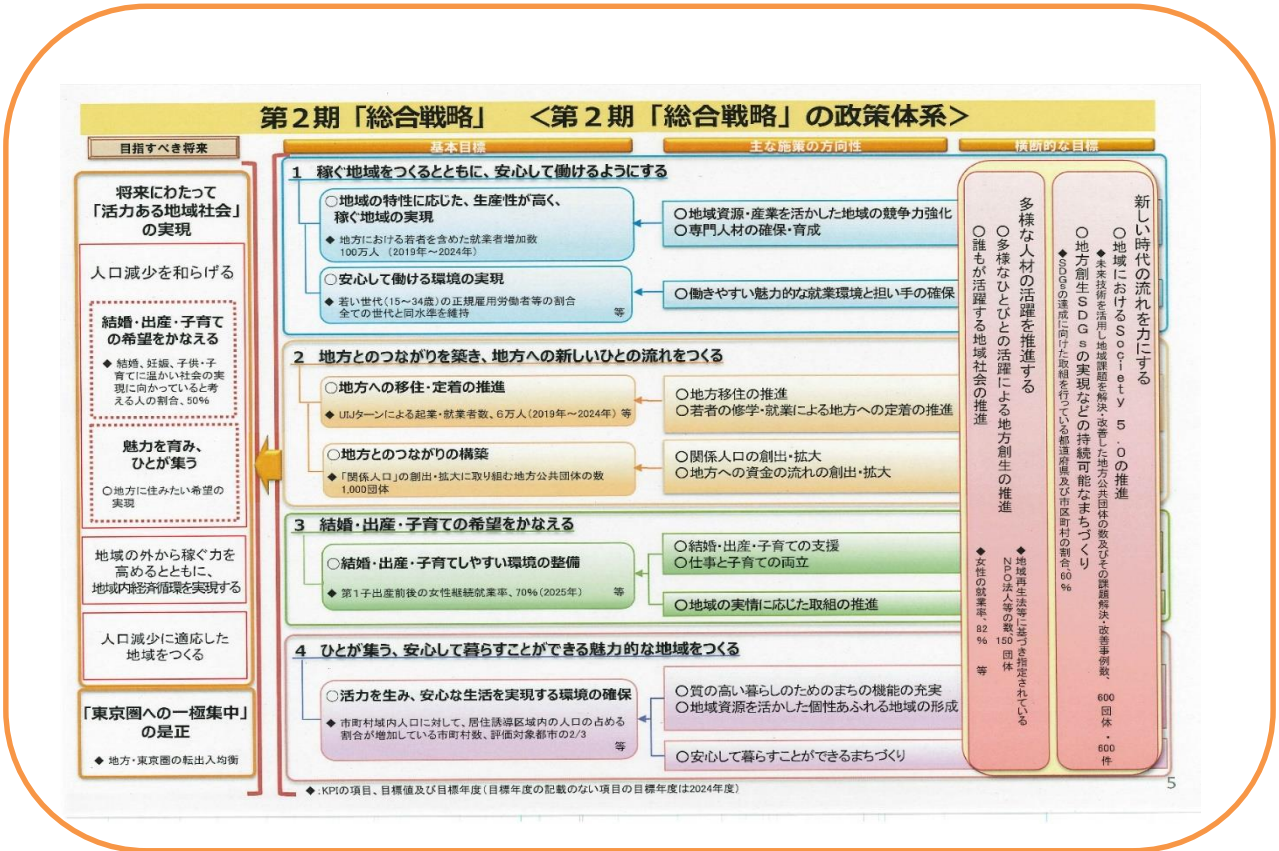 第２期「総合戦略」　＜第２期「総合戦略」の政策体系＞
目指すべき将来
基本目標
主な施策の方向性
横断的な目標
将来にわたって
「活力ある地域社会」
の実現
人口減少を和らげる
結婚・出産・子育て
の希望をかなえる
◆ 結婚、妊娠、子供・子
育てに温かい社会の実
現に向かっていると考
える人の割合、50％
魅力を育み、
ひとが集う
○地方に住みたい希望の
実現
地域の外から稼ぐ力を
高めるとともに、
地域内経済循環を実現する
人口減少に適応した
地域をつくる
「東京圏への一極集中」
の是正
◆ 地方・東京圏の転出入均衡
１ 稼ぐ地域をつくるとともに、安心して働けるようにする
○地域の特性に応じた、生産性が高く、
稼ぐ地域の実現
◆ 地方における若者を含めた就業者増加数
100万人 （2019年～2024年）
○安心して働ける環境の実現
◆ 若い世代（15～34歳）の正規雇用労働者等の割合
全ての世代と同水準を維持 等
○地域資源・産業を活かした地域の競争力強化
○専門人材の確保・育成
○働きやすい魅力的な就業環境と担い手の確保
２ 地方とのつながりを築き、地方への新しいひとの流れをつくる
○地方への移住・定着の推進
◆ UIJターンによる起業・就業者数、６万人（2019年～2024年） 等
○地方とのつながりの構築
◆ 「関係人口」の創出・拡大に取り組む地方公共団体の数
1,000団体
○地方移住の推進
○若者の修学・就業による地方への定着の推進
○関係人口の創出・拡大
○地方への資金の流れの創出・拡大
３ 結婚・出産・子育ての希望をかなえる
○結婚・出産・子育てしやすい環境の整備
◆ 第１子出産前後の女性継続就業率、70％（2025年） 等
○結婚・出産・子育ての支援
○仕事と子育ての両立
○地域の実情に応じた取組の推進
４ ひとが集う、安心して暮らすことができる魅力的な地域をつくる
○活力を生み、安心な生活を実現する環境の確保
◆ 市町村域内人口に対して、居住誘導区域内の人口の占める
割合が増加している市町村数、評価対象都市の2/3
等
○質の高い暮らしのためのまちの機能の充実
○地域資源を活かした個性あふれる地域の形成
○安心して暮らすことができるまちづくり
新しい時代の流れを力にする
○地域におけるＳｏｃｉｅｔｙ ５．０の推進
◆未来技術を活用し地域課題を解決・改善した地方公共団体の数及びその課題解決・改善事例数、600団体・600件
○地方創生ＳＤＧｓの実現などの持続可能なまちづくり
◆ＳＤＧｓの達成に向けた取組を行っている都道府県及び市区町村の割合、60％
多様な人材の活躍を推進する
○多様なひとびとの活躍による地方創生の推進
◆地域再生法等に基づき指定されている
ＮＰＯ法人等の数、150団体
○誰もが活躍する地域社会の推進
◆女性の就業率、82％ 等
◆：KPIの項目、目標値及び目標年度（目標年度の記載のない項目の目標年度は2024年度）
5